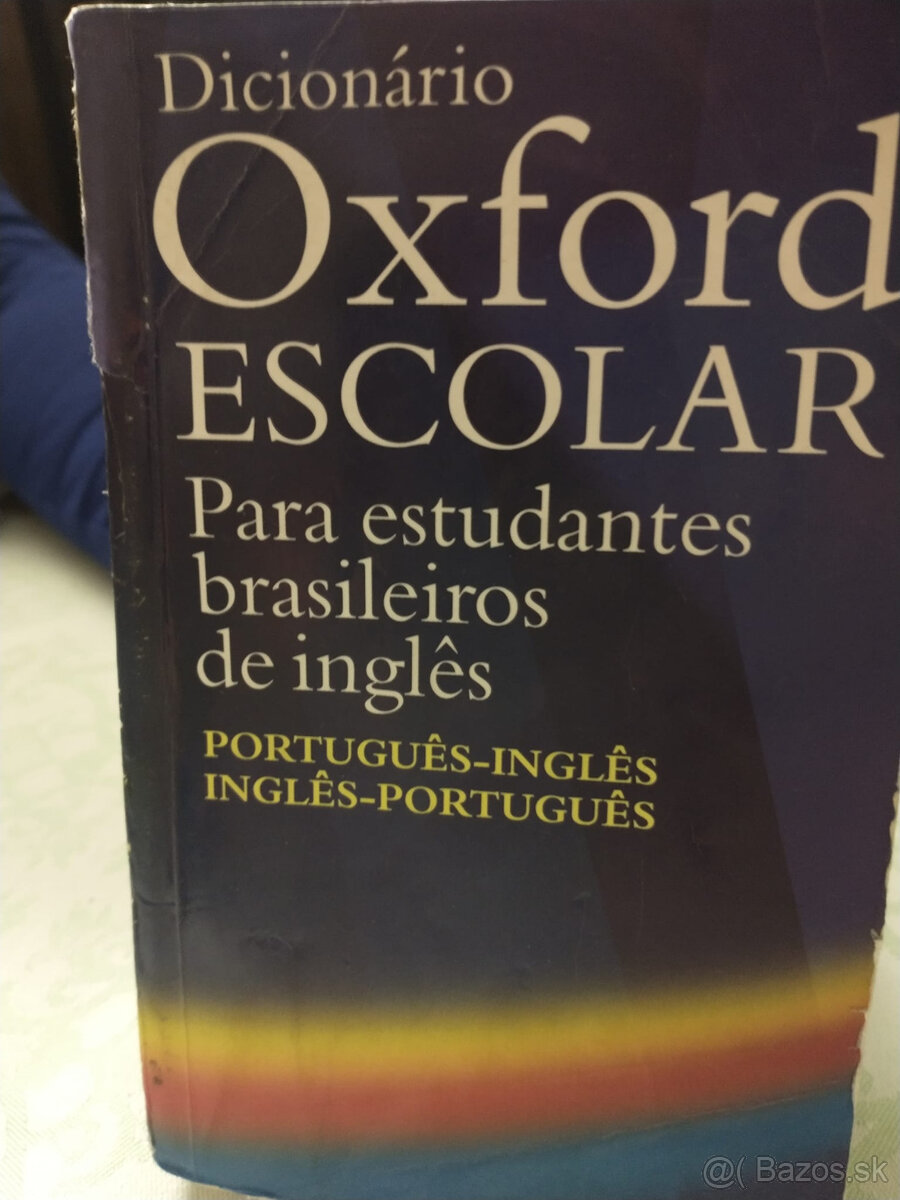 Dicionário
Oxford
ESCOLAR
Para estudantes
brasileiros
de inglês
PORTUGUÊS-INGLÊS
INGLÊS-PORTUGUÊS
@( Bazos.sk